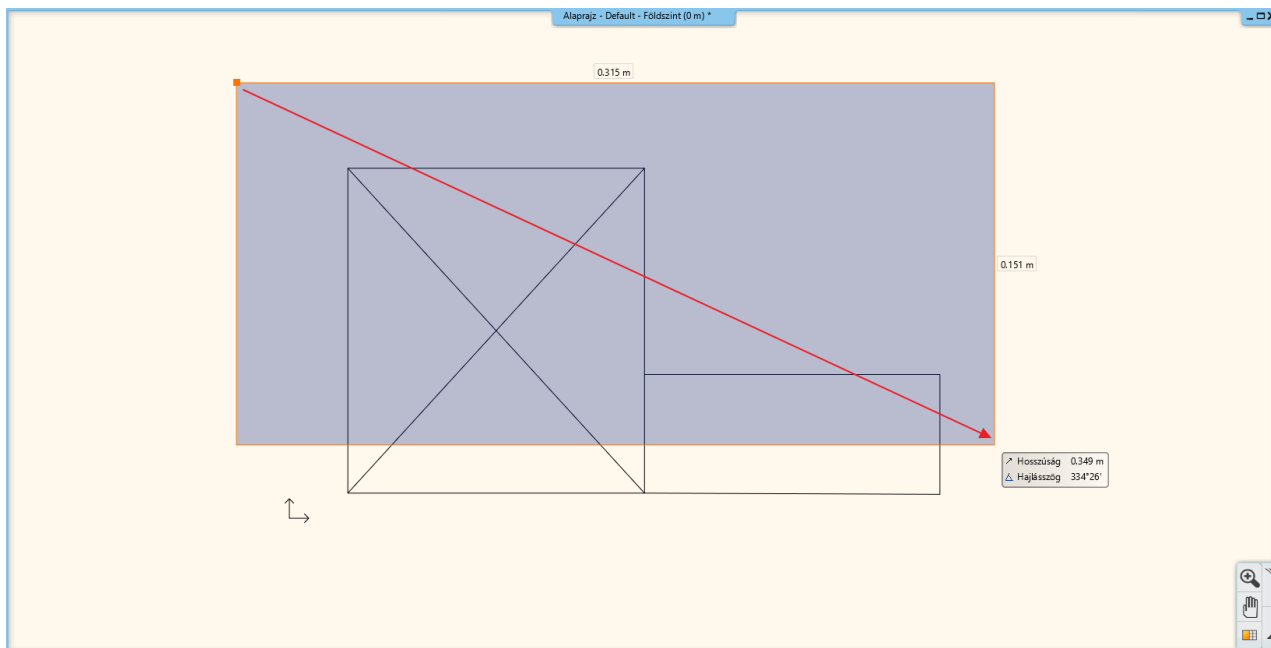 Alaprajz - Default - Földszint (0 m) *
0.315 m
0.151 m
Hosszúság 0.349 m
Hajlásszög 334°26'